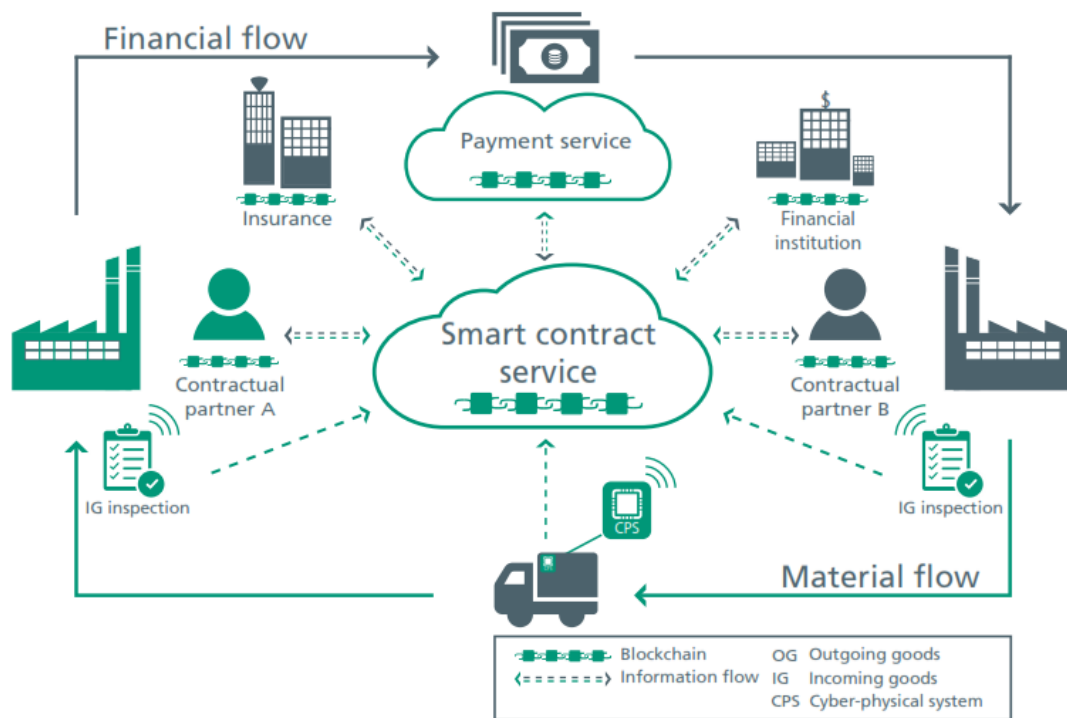 Financial flow
Payment service
Insurance
$
Financial
institution
Smart contract
service
Contractual
partner A
Contractual
partner B
IG inspection
IG inspection
CPS
Material flow
Blockchain
Information flow
OG Outgoing goods
IG Incoming goods
CPS Cyber-physical system